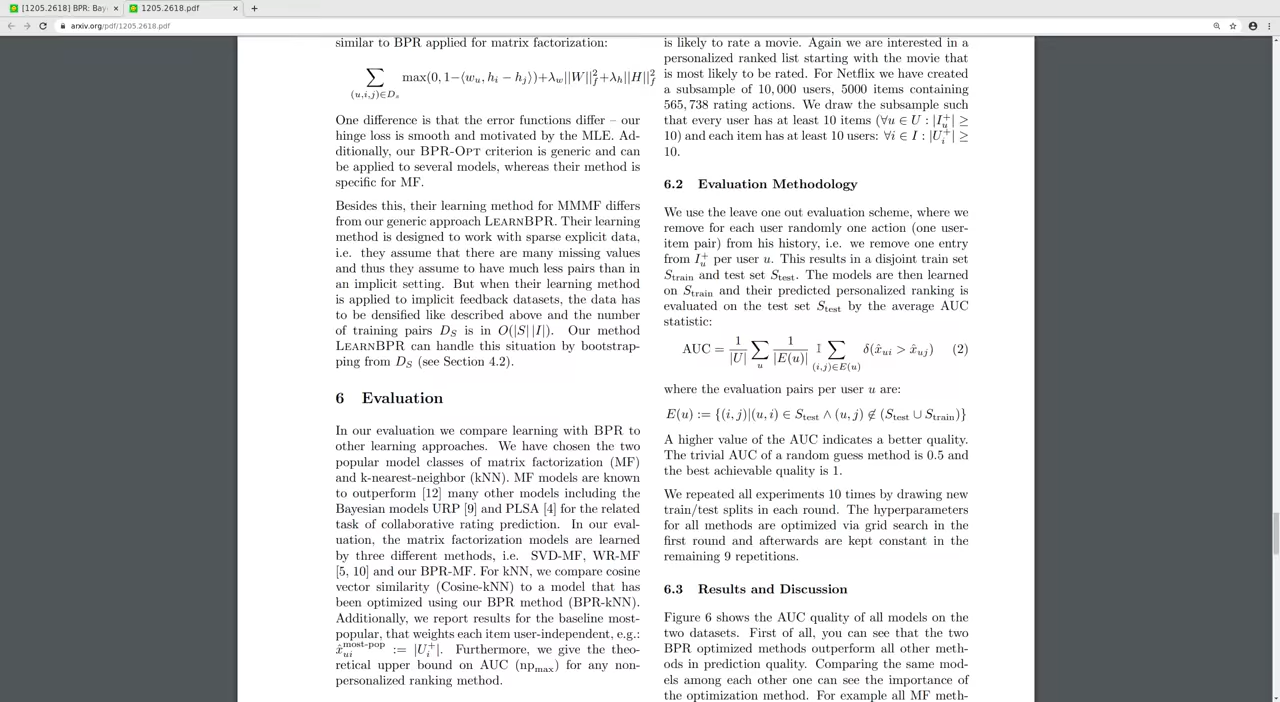 [1205.2618] BPR: Bay
1205.2618.pdf
arxiv.org/pdf/1205.2618.pdf
similar to BPR applied for matrix factorization:
∑ max(0, 1−⟨w_u, h_i − h_j⟩)+λ_w||W||²_f+λ_h||H||²_f
(u,i,j)∈D_s
One difference is that the error functions differ – our
hinge loss is smooth and motivated by the MLE. Ad-
ditionally, our BPR-Opt criterion is generic and can
be applied to several models, whereas their method is
specific for MF.
Besides this, their learning method for MMMF differs
from our generic approach LearnBPR. Their learning
method is designed to work with sparse explicit data,
i.e. they assume that there are many missing values
and thus they assume to have much less pairs than in
an implicit setting. But when their learning method
is applied to implicit feedback datasets, the data has
to be densified like described above and the number
of training pairs D_S is in O(|S| |I|). Our method
LearnBPR can handle this situation by bootstrap-
ping from D_S (see Section 4.2).
6 Evaluation
In our evaluation we compare learning with BPR to
other learning approaches. We have chosen the two
popular model classes of matrix factorization (MF)
and k-nearest-neighbor (kNN). MF models are known
to outperform [12] many other models including the
Bayesian models URP [9] and PLSA [4] for the related
task of collaborative rating prediction. In our eval-
uation, the matrix factorization models are learned
by three different methods, i.e. SVD-MF, WR-MF
[5, 10] and our BPR-MF. For kNN, we compare cosine
vector similarity (Cosine-kNN) to a model that has
been optimized using our BPR method (BPR-kNN).
Additionally, we report results for the baseline most-
popular, that weights each item user-independent, e.g.:
x̂_ui^most-pop := |U_i^+|. Furthermore, we give the theo-
retical upper bound on AUC (np_max) for any non-
personalized ranking method.
is likely to rate a movie. Again we are interested in a
personalized ranked list starting with the movie that
is most likely to be rated. For Netflix we have created
a subsample of 10,000 users, 5000 items containing
565,738 rating actions. We draw the subsample such
that every user has at least 10 items (∀u ∈ U : |I_u^+| ≥
10) and each item has at least 10 users: ∀i ∈ I : |U_i^+| ≥
10.
6.2 Evaluation Methodology
We use the leave one out evaluation scheme, where we
remove for each user randomly one action (one user-
item pair) from his history, i.e. we remove one entry
from I_u^+ per user u. This results in a disjoint train set
S_train and test set S_test. The models are then learned
on S_train and their predicted personalized ranking is
evaluated on the test set S_test by the average AUC
statistic:
AUC = 1/|U| ∑_u 1/|E(u)| ∑_(i,j)∈E(u) δ(x̂_ui > x̂_uj) (2)
where the evaluation pairs per user u are:
E(u) := {(i, j)|(u, i) ∈ S_test ∧ (u, j) ∉ (S_test ∪ S_train)}
A higher value of the AUC indicates a better quality.
The trivial AUC of a random guess method is 0.5 and
the best achievable quality is 1.
We repeated all experiments 10 times by drawing new
train/test splits in each round. The hyperparameters
for all methods are optimized via grid search in the
first round and afterwards are kept constant in the
remaining 9 repetitions.
6.3 Results and Discussion
Figure 6 shows the AUC quality of all models on the
two datasets. First of all, you can see that the two
BPR optimized methods outperform all other meth-
ods in prediction quality. Comparing the same mod-
els among each other one can see the importance of
the optimization method. For example all MF meth-